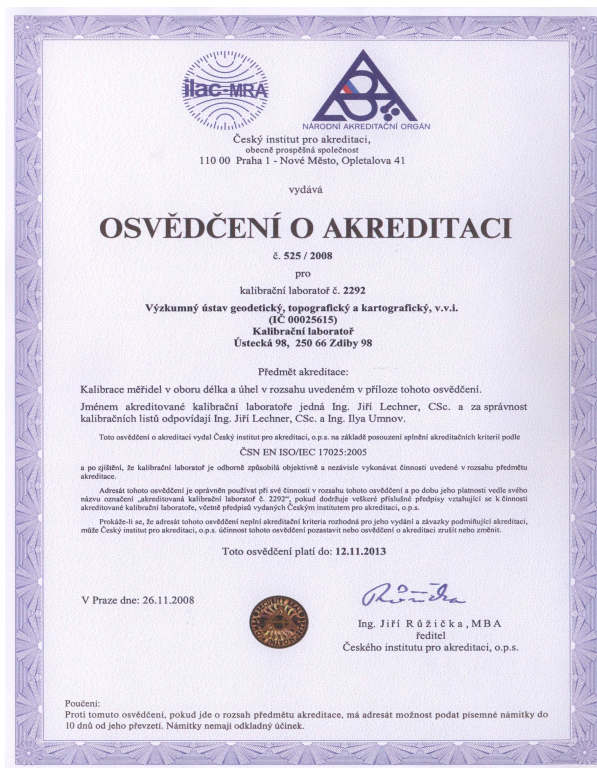 ilac-MRA
NÁRODNÍ AKREDITAČNÍ ORGÁN
Český institut pro akreditaci,
obecně prospěšná společnost
110 00 Praha 1 - Nové Město, Opletalova 41
vydává
OSVĚDČENÍ O AKREDITACI
č. 525 / 2008
pro
kalibrační laboratoř č. 2292
Výzkumný ústav geodetický, topografický a kartografický, v.v.i.
(IČ 00025615)
Kalibrační laboratoř
Ústecká 98, 250 66 Zdiby 98
Předmět akreditace:
Kalibrace měřidel v oboru délka a úhel v rozsahu uvedeném v příloze tohoto osvědčení.
Jménem akreditované kalibrační laboratoře jedná Ing. Jiří Lechner, CSc. a za správnost
kalibračních listů odpovídají Ing. Jiří Lechner, CSc. a Ing. Ilya Umnov.
Toto osvědčení o akreditaci vydal Český institut pro akreditaci, o.p.s. na základě posouzení splnění akreditačních kriterií podle
ČSN EN ISO/IEC 17025:2005
a po zjištění, že kalibrační laboratoř je odborně způsobilá objektivně a nezávisle vykonávat činnosti uvedené v rozsahu předmětu
akreditace.
Adresát tohoto osvědčení je oprávněn používat při své činnosti v rozsahu tohoto osvědčení a po dobu jeho platnosti vedle svého
názvu označení „akreditovaná kalibrační laboratoř č. 2292“, pokud dodržuje veškeré příslušné předpisy vztahující se k činnosti
akreditované kalibrační laboratoře, včetně předpisů vydaných Českým institutem pro akreditaci, o.p.s.
Prokáže-li se, že adresát tohoto osvědčení neplní akreditační kriteria rozhodná pro jeho vydání a závazky podmiňující akreditaci,
může Český institut pro akreditaci, o.p.s. účinnost tohoto osvědčení pozastavit nebo osvědčení o akreditaci zrušit nebo změnit.
Toto osvědčení platí do: 12.11.2013
V Praze dne: 26.11.2008
Ing. Jiří Růžička, MBA
ředitel
Českého institutu pro akreditaci, o.p.s.
Poučení:
Proti tomuto osvědčení, pokud jde o rozsah předmětu akreditace, má adresát možnost podat písemné námitky do
10 dnů od jeho převzetí. Námitky nemají odkladný účinek.